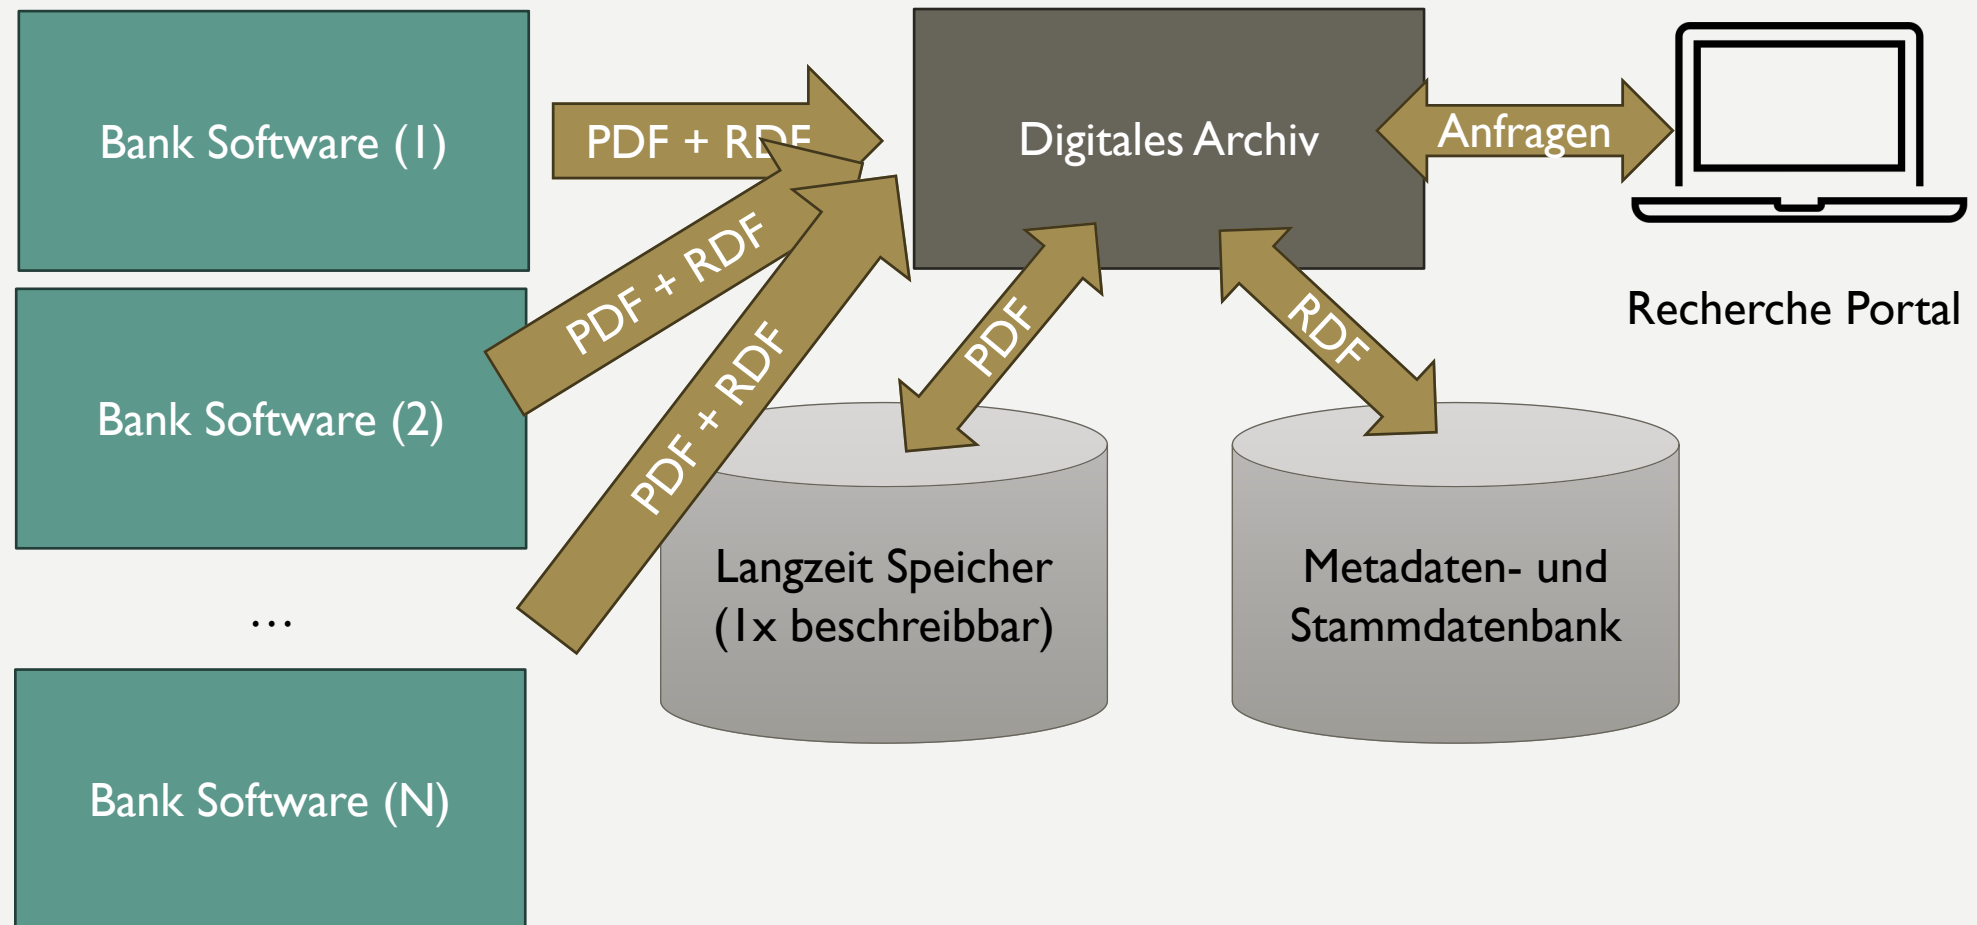 Bank Software (1)
PDF + RDF
Digitales Archiv
Anfragen
Recherche Portal
Bank Software (2)
PDF + RDF
PDF + RDF
PDF
RDF
Langzeit Speicher
(1x beschreibbar)
Metadaten- und
Stammdatenbank
…
Bank Software (N)